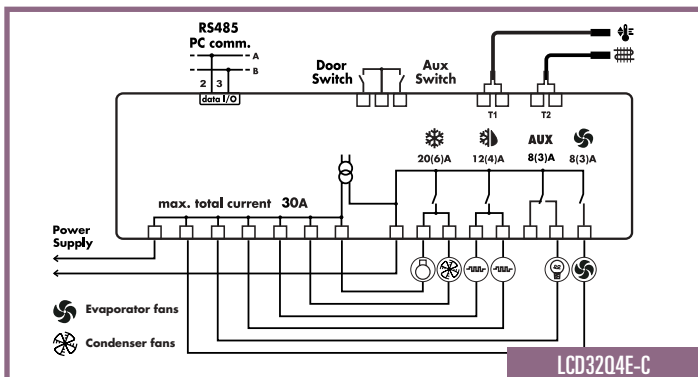 RS485
PC comm.
A
B
2 3
data I/O
Door
Switch
Aux
Switch
T1
T2
AUX
20(6)A
12(4)A
8(3)A
8(3)A
max. total current 30A
Power
Supply
Evaporator fans
Condenser fans
LCD32Q4E-C